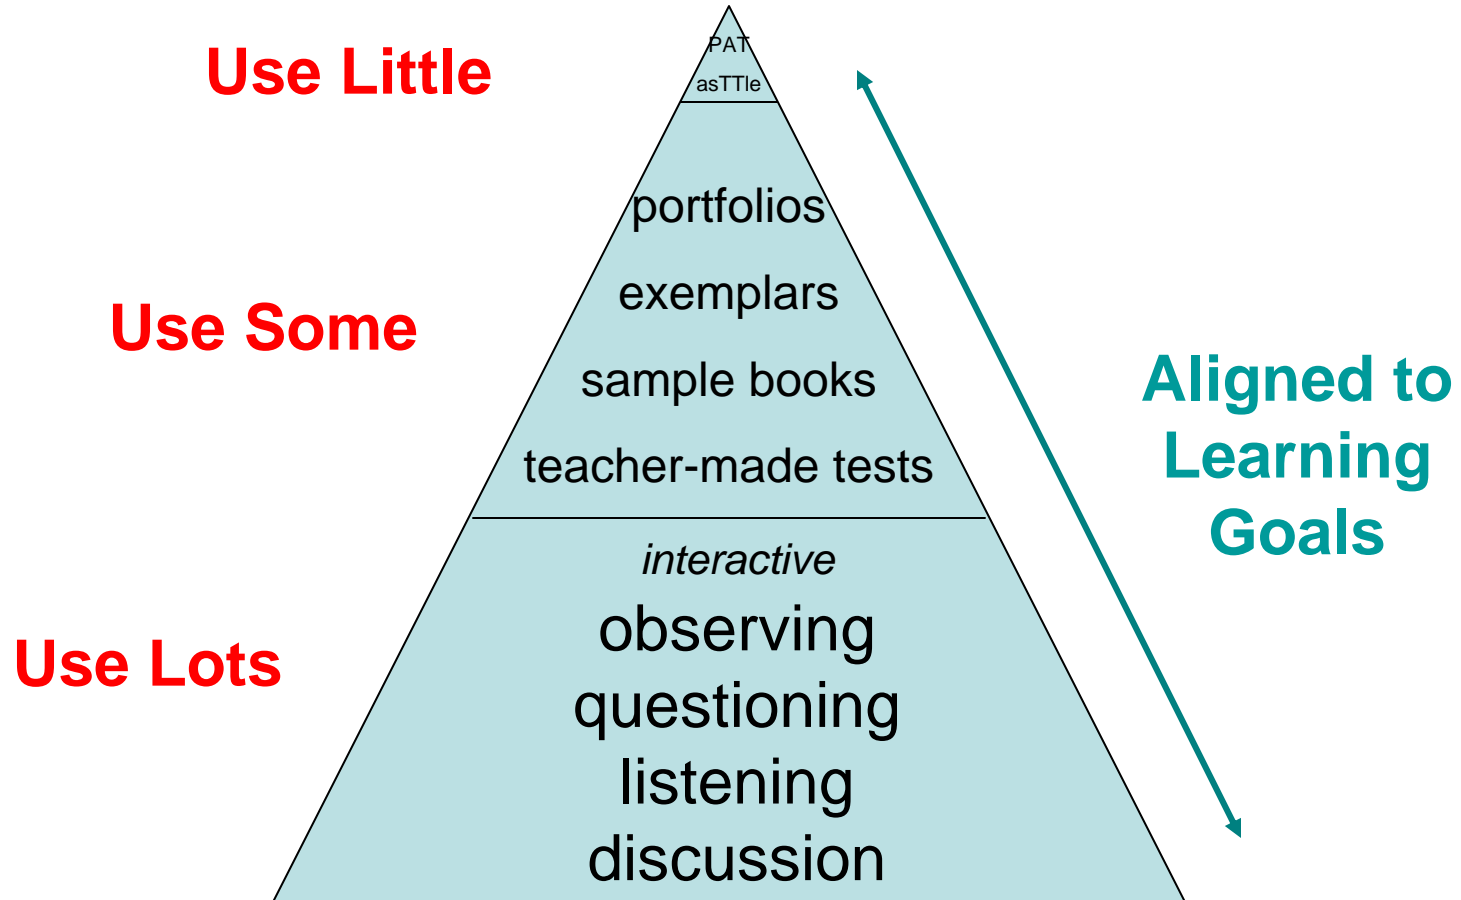 Use Little
PAT
asTTle
portfolios
Use Some
exemplars
sample books
teacher-made tests
Aligned to
Learning
Goals
Use Lots
interactive
observing
questioning
listening
discussion